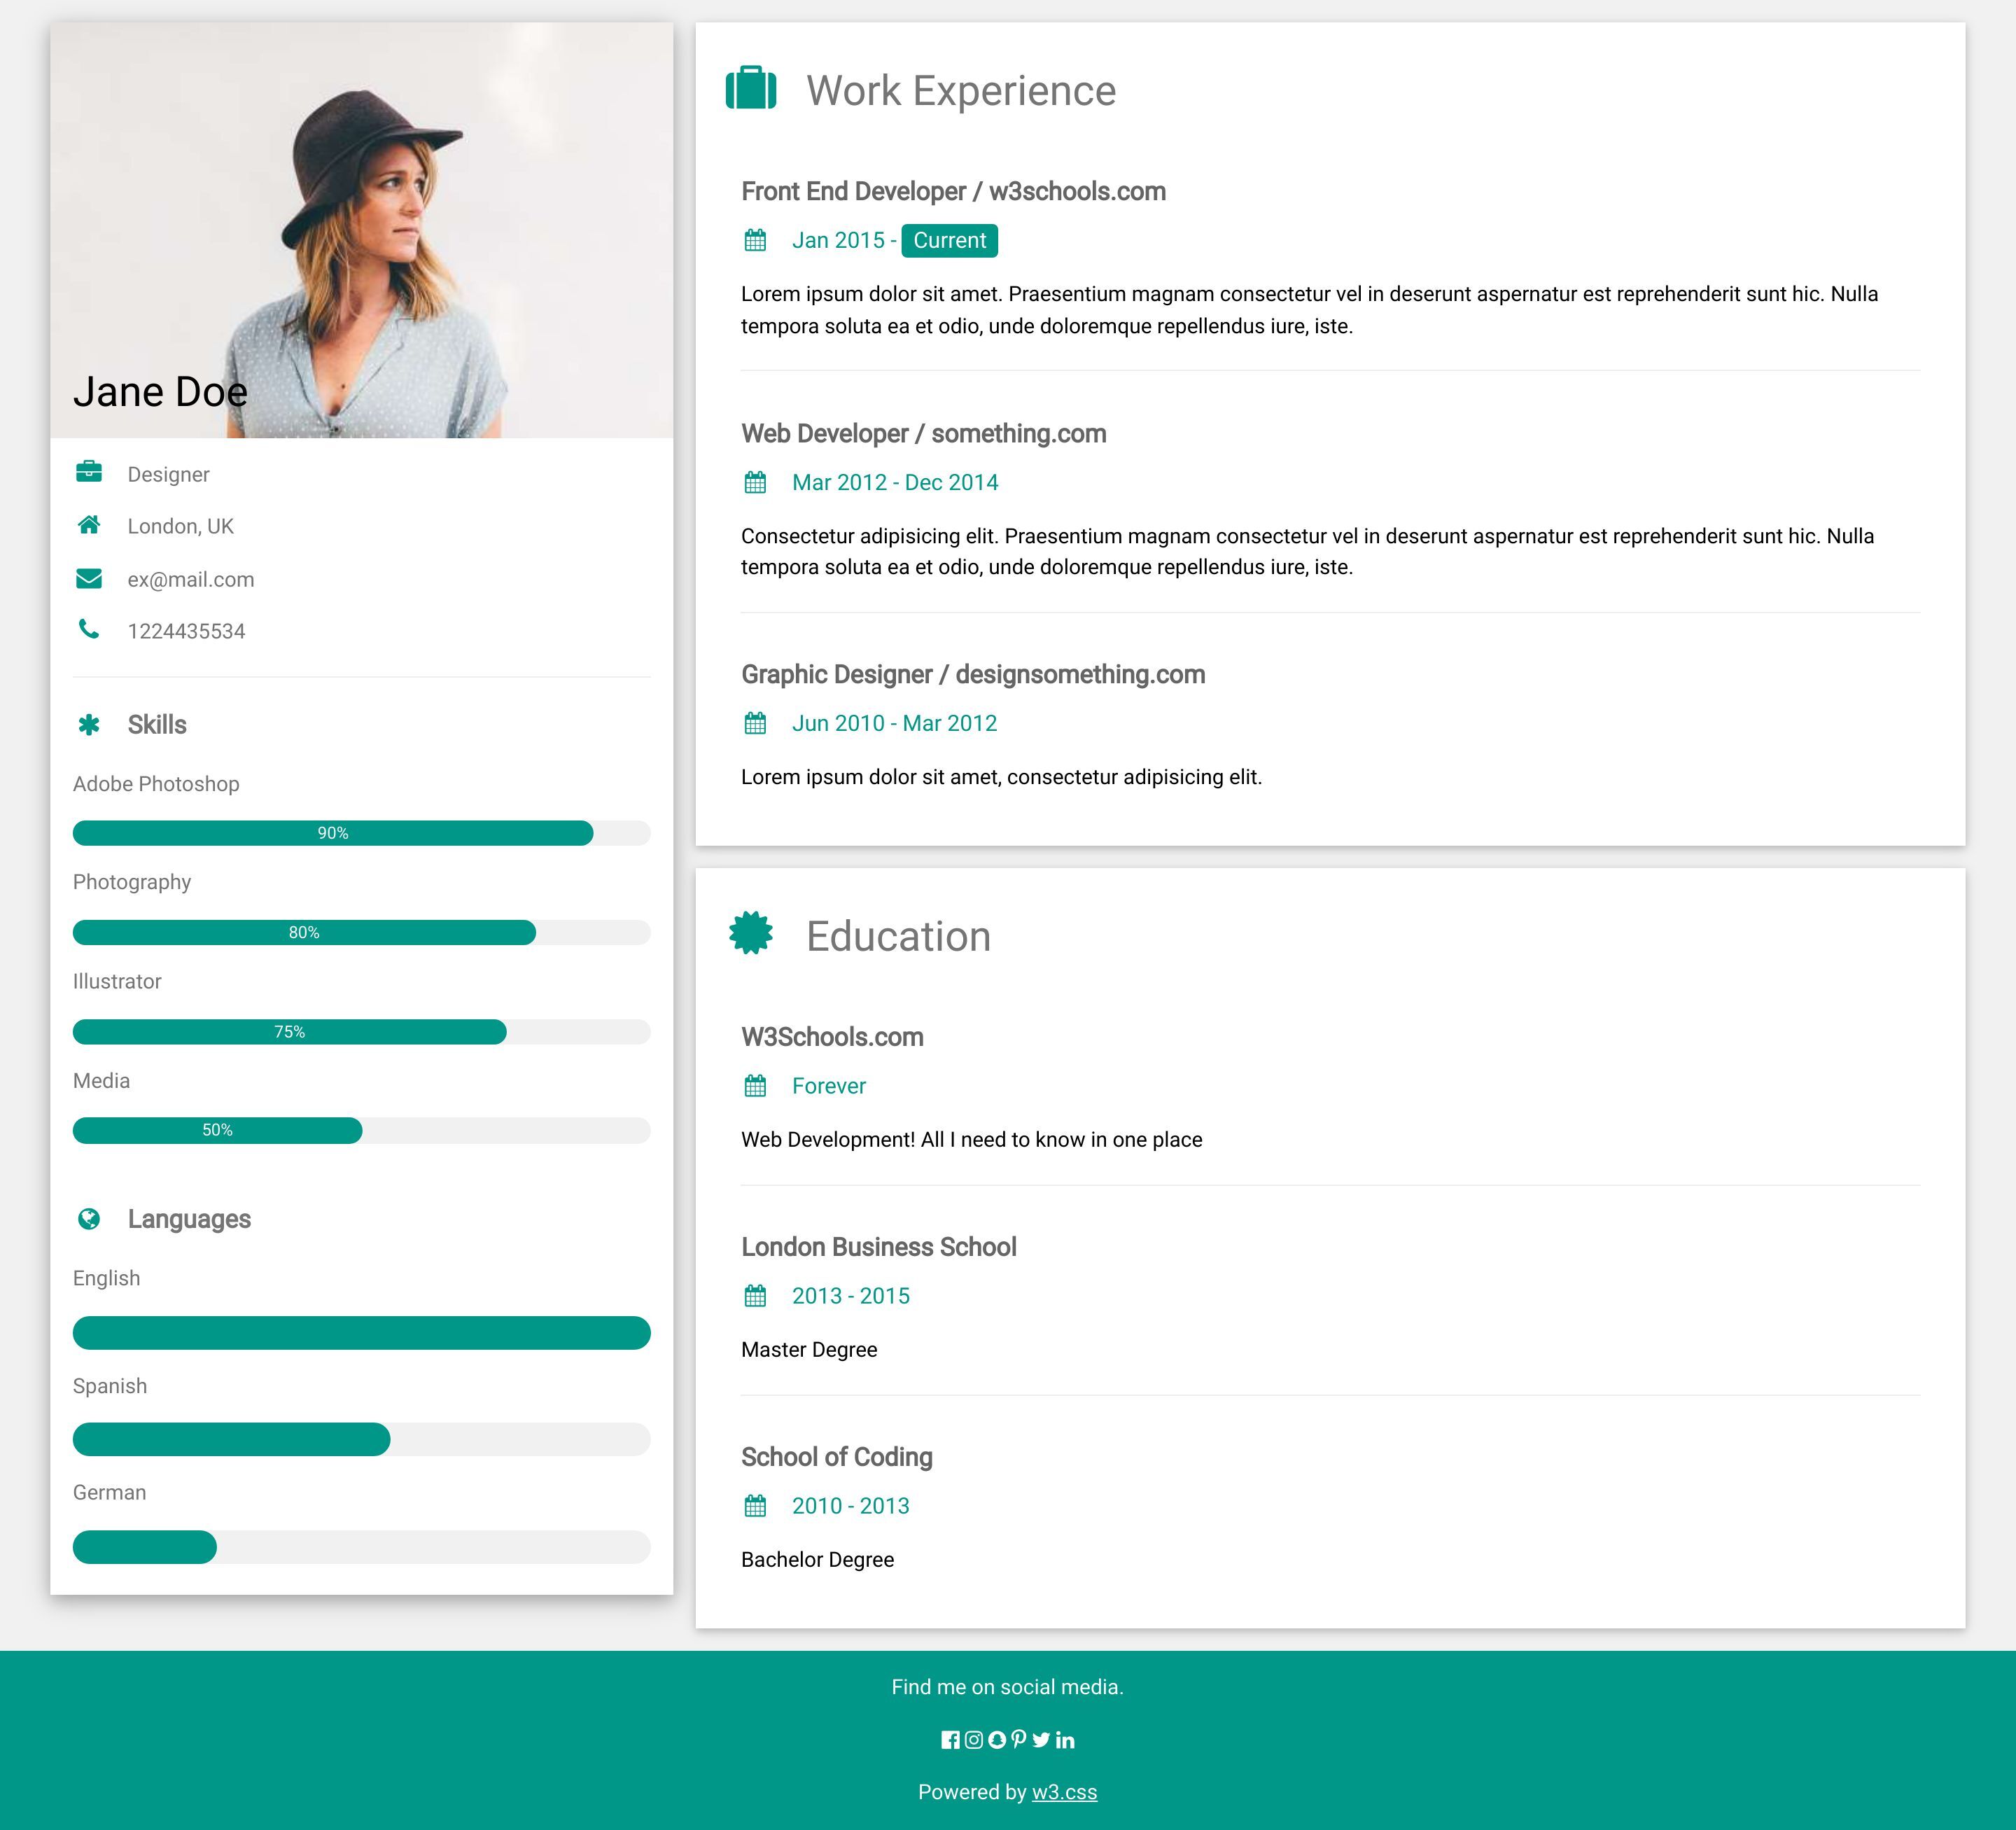 Jane Doe
Designer
London, UK
ex@mail.com
1224435534
Skills
Adobe Photoshop
90%
Photography
80%
Illustrator
75%
Media
50%
Languages
English
Spanish
German
Work Experience
Front End Developer / w3schools.com
Jan 2015 - Current
Lorem ipsum dolor sit amet. Praesentium magnam consectetur vel in deserunt aspernatur est reprehenderit sunt hic. Nulla
tempora soluta ea et odio, unde doloremque repellendus iure, iste.
Web Developer / something.com
Mar 2012 - Dec 2014
Consectetur adipisicing elit. Praesentium magnam consectetur vel in deserunt aspernatur est reprehenderit sunt hic. Nulla
tempora soluta ea et odio, unde doloremque repellendus iure, iste.
Graphic Designer / designsomething.com
Jun 2010 - Mar 2012
Lorem ipsum dolor sit amet, consectetur adipisicing elit.
Education
W3Schools.com
Forever
Web Development! All I need to know in one place
London Business School
2013 - 2015
Master Degree
School of Coding
2010 - 2013
Bachelor Degree
Find me on social media.
Powered by w3.css